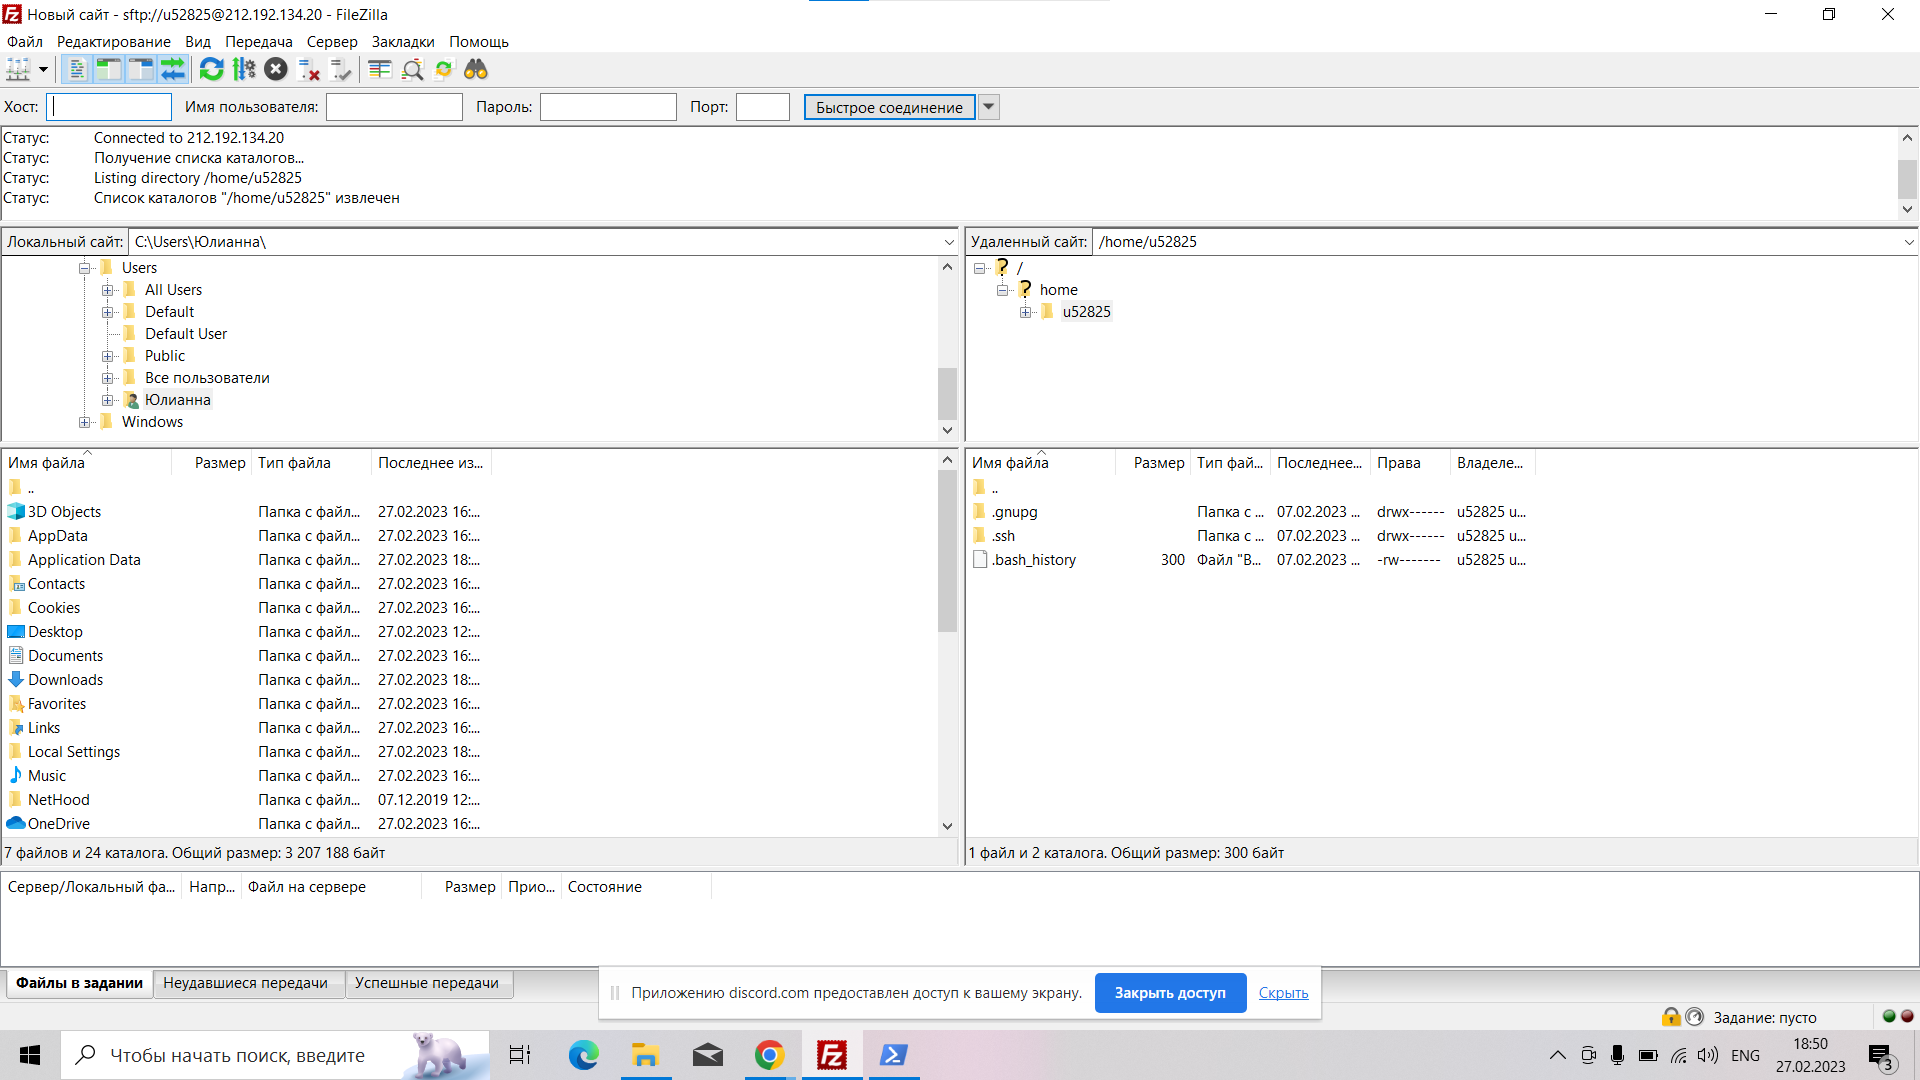 Новый сайт - sftp://u52825@212.192.134.20 - FileZilla
Файл Редактирование Вид Передача Сервер Закладки Помощь
Хост: Имя пользователя: Пароль: Порт: Быстрое соединение
Статус: Connected to 212.192.134.20
Статус: Получение списка каталогов...
Статус: Listing directory /home/u52825
Статус: Список каталогов "/home/u52825" извлечен
Локальный сайт: C:\Users\Юлианна\
Users
All Users
Default
Default User
Public
Все пользователи
Юлианна
Windows
Удаленный сайт: /home/u52825
/
home
u52825
Имя файла Размер Тип файла Последнее из...
..
3D Objects Папка с файл... 27.02.2023 16:...
AppData Папка с файл... 27.02.2023 16:...
Application Data Папка с файл... 27.02.2023 18:...
Contacts Папка с файл... 27.02.2023 16:...
Cookies Папка с файл... 27.02.2023 16:...
Desktop Папка с файл... 27.02.2023 12:...
Documents Папка с файл... 27.02.2023 16:...
Downloads Папка с файл... 27.02.2023 18:...
Favorites Папка с файл... 27.02.2023 16:...
Links Папка с файл... 27.02.2023 16:...
Local Settings Папка с файл... 27.02.2023 18:...
Music Папка с файл... 27.02.2023 16:...
NetHood Папка с файл... 07.12.2019 12:...
OneDrive Папка с файл... 27.02.2023 16:...
7 файлов и 24 каталога. Общий размер: 3 207 188 байт
Имя файла Размер Тип фай... Последнее... Права Владеле...
..
.gnupg Папка с ... 07.02.2023 ... drwx------ u52825 u...
.ssh Папка с ... 07.02.2023 ... drwx------ u52825 u...
.bash_history 300 Файл "B... 07.02.2023 ... -rw------- u52825 u...
1 файл и 2 каталога. Общий размер: 300 байт
Сервер/Локальный фа... Напр... Файл на сервере Размер Прио... Состояние
Файлы в задании Неудавшиеся передачи Успешные передачи
Приложению discord.com предоставлен доступ к вашему экрану. Закрыть доступ Скрыть
Задание: пусто
Чтобы начать поиск, введите
ENG
18:50
27.02.2023
3